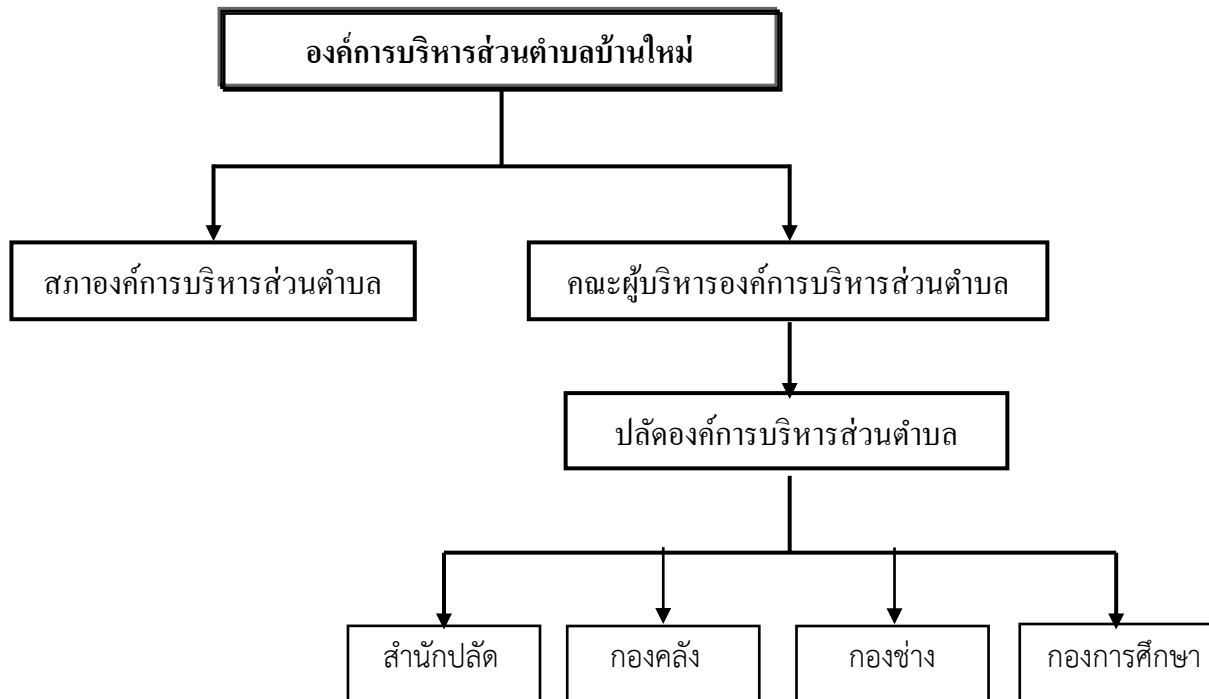 องค์การบริหารส่วนตำบลบ้านใหม่
สภาองค์การบริหารส่วนตำบล
คณะผู้บริหารองค์การบริหารส่วนตำบล
ปลัดองค์การบริหารส่วนตำบล
สำนักปลัด
กองคลัง
กองช่าง
กองการศึกษา